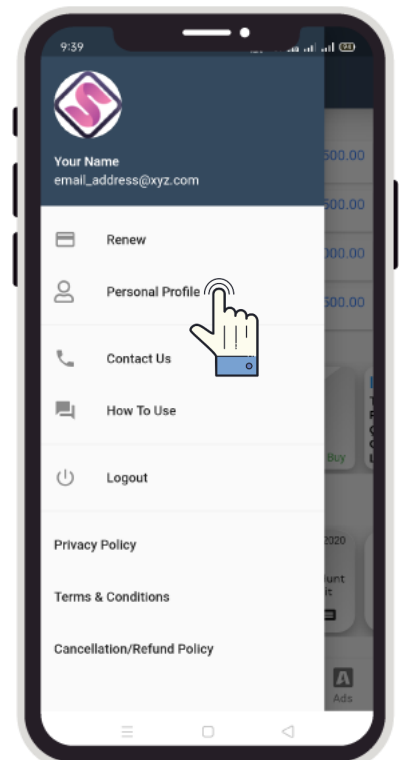 9:39
Your Name
email_address@xyz.com
500.00
500.00
000.00
500.00
Renew
Personal Profile
Contact Us
How To Use
Buy
Logout
2020
Privacy Policy
Terms & Conditions
Cancellation/Refund Policy
A
Ads